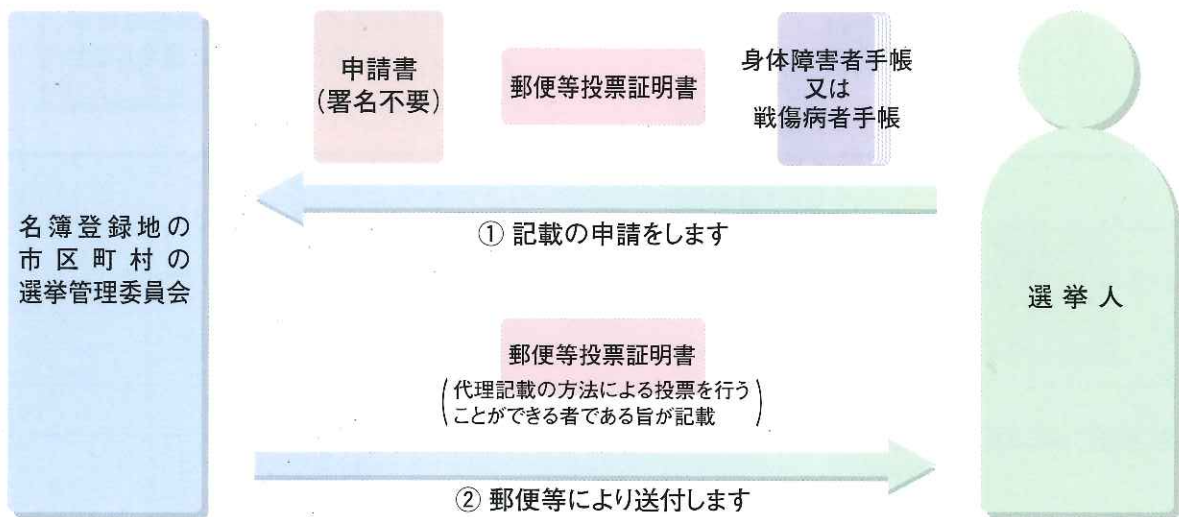 申請書
(署名不要)
郵便等投票証明書
身体障害者手帳
又は
戦傷病者手帳
① 記載の申請をします
名簿登録地の
市区町村の
選挙管理委員会
選挙人
郵便等投票証明書
(代理記載の方法による投票を行う
ことができる者である旨が記載)
② 郵便等により送付します